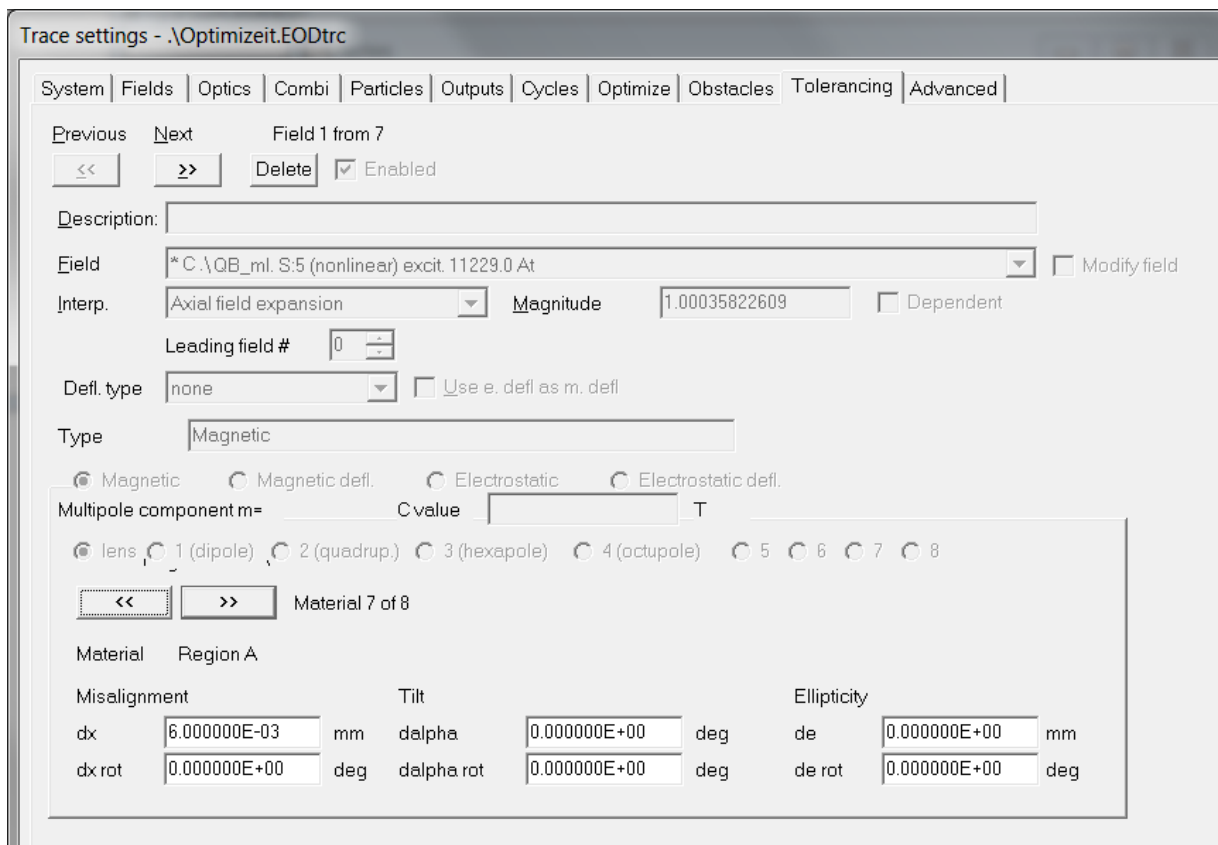 Trace settings - .\Optimizeit.EODtrc
System Fields Optics Combi Particles Outputs Cycles Optimize Obstacles Tolerancing Advanced
Previous Next Field 1 from 7
<< >> Delete Enabled
Description:
Field * C .\QB_ml. S:5 (nonlinear) excit. 11229.0 At Modify field
Interp. Axial field expansion Magnitude 1.00035822609 Dependent
Leading field # 0
Defl. type none Use e. defl as m. defl
Type Magnetic
Magnetic Magnetic defl. Electrostatic Electrostatic defl.
Multipole component m= C value T
lens 1 (dipole) 2 (quadrup.) 3 (hexapole) 4 (octupole) 5 6 7 8
<< >> Material 7 of 8
Material Region A
Misalignment Tilt Ellipticity
dx 6.000000E-03 mm dalpha 0.000000E+00 deg de 0.000000E+00 mm
dx rot 0.000000E+00 deg dalpha rot 0.000000E+00 deg de rot 0.000000E+00 deg